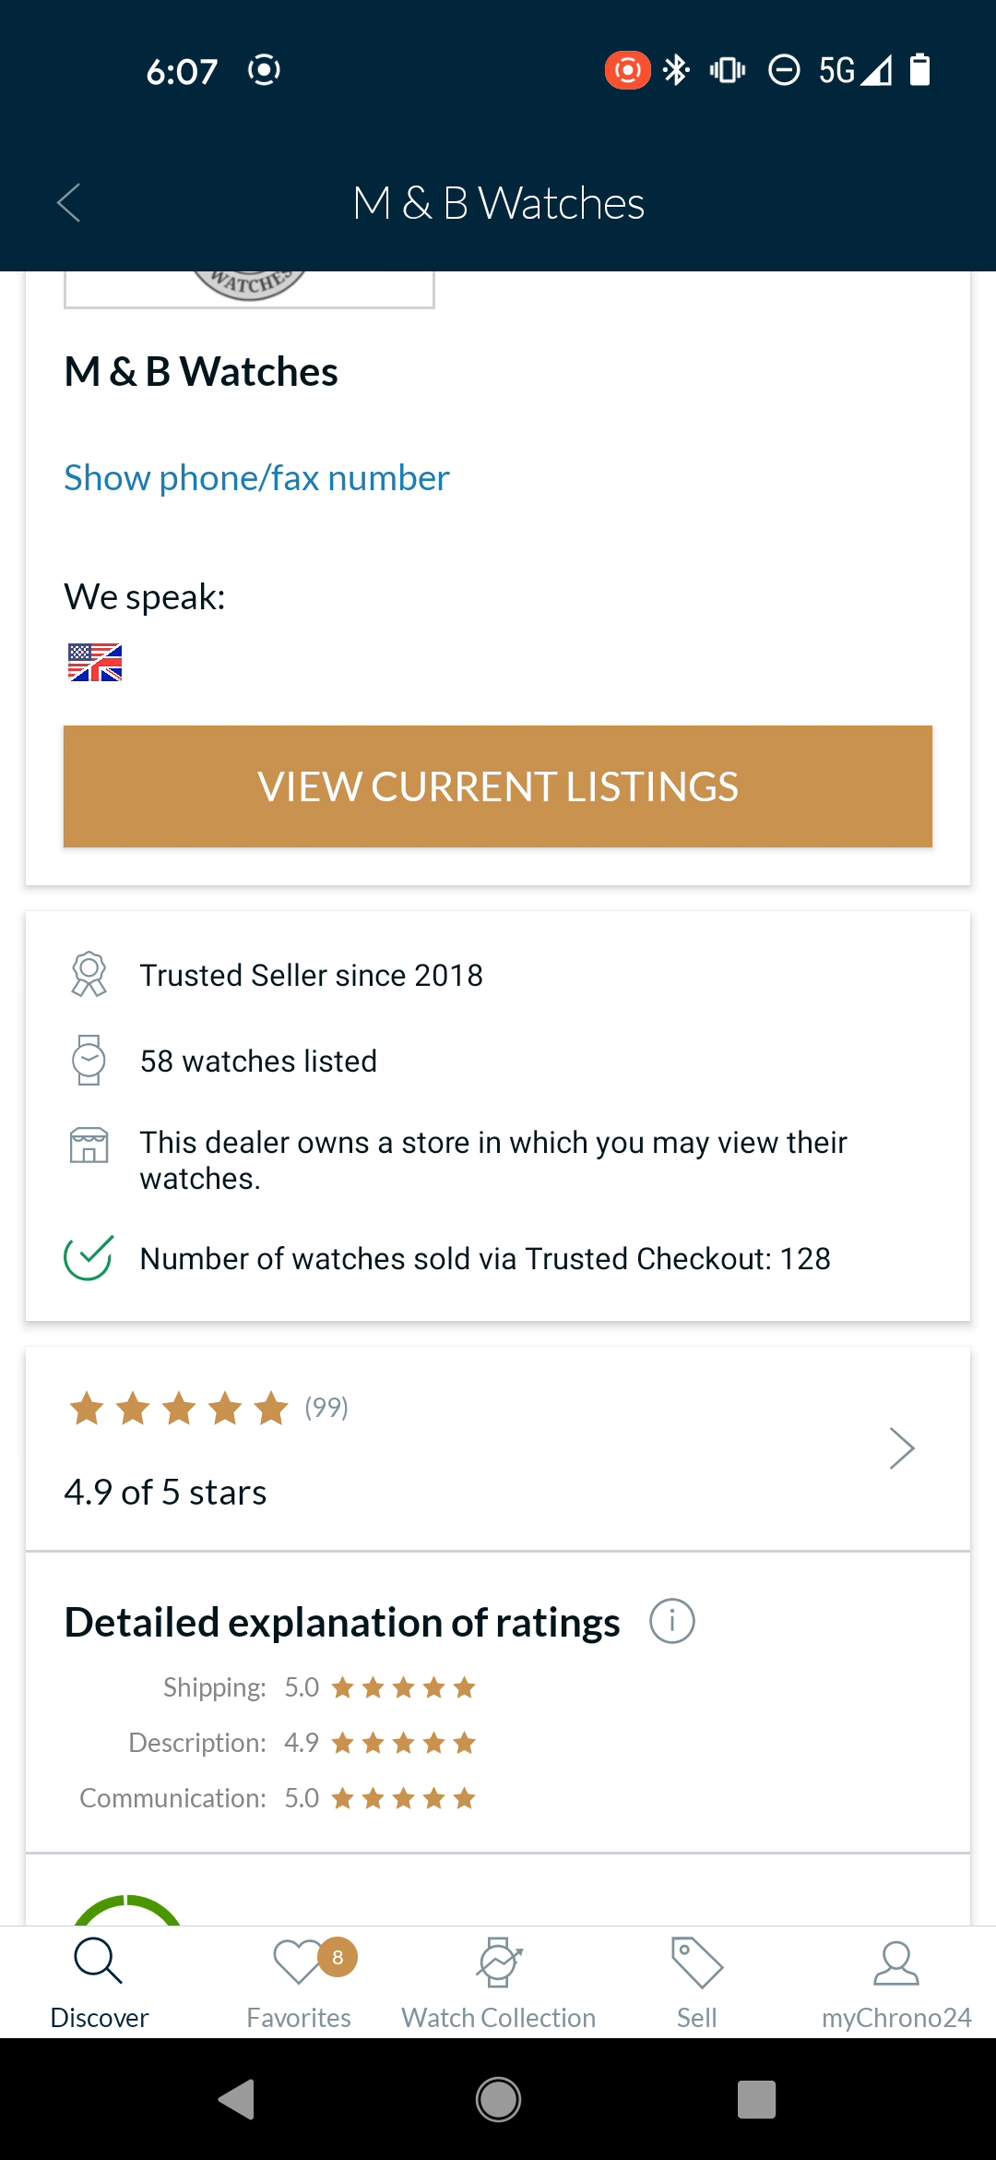 6:07
5G
M & B Watches
WATCHES
M & B Watches
Show phone/fax number
We speak:
VIEW CURRENT LISTINGS
Trusted Seller since 2018
58 watches listed
This dealer owns a store in which you may view their
watches.
Number of watches sold via Trusted Checkout: 128
(99)
4.9 of 5 stars
Detailed explanation of ratings
Shipping: 5.0
Description: 4.9
Communication: 5.0
8
Discover
Favorites
Watch Collection
Sell
myChrono24